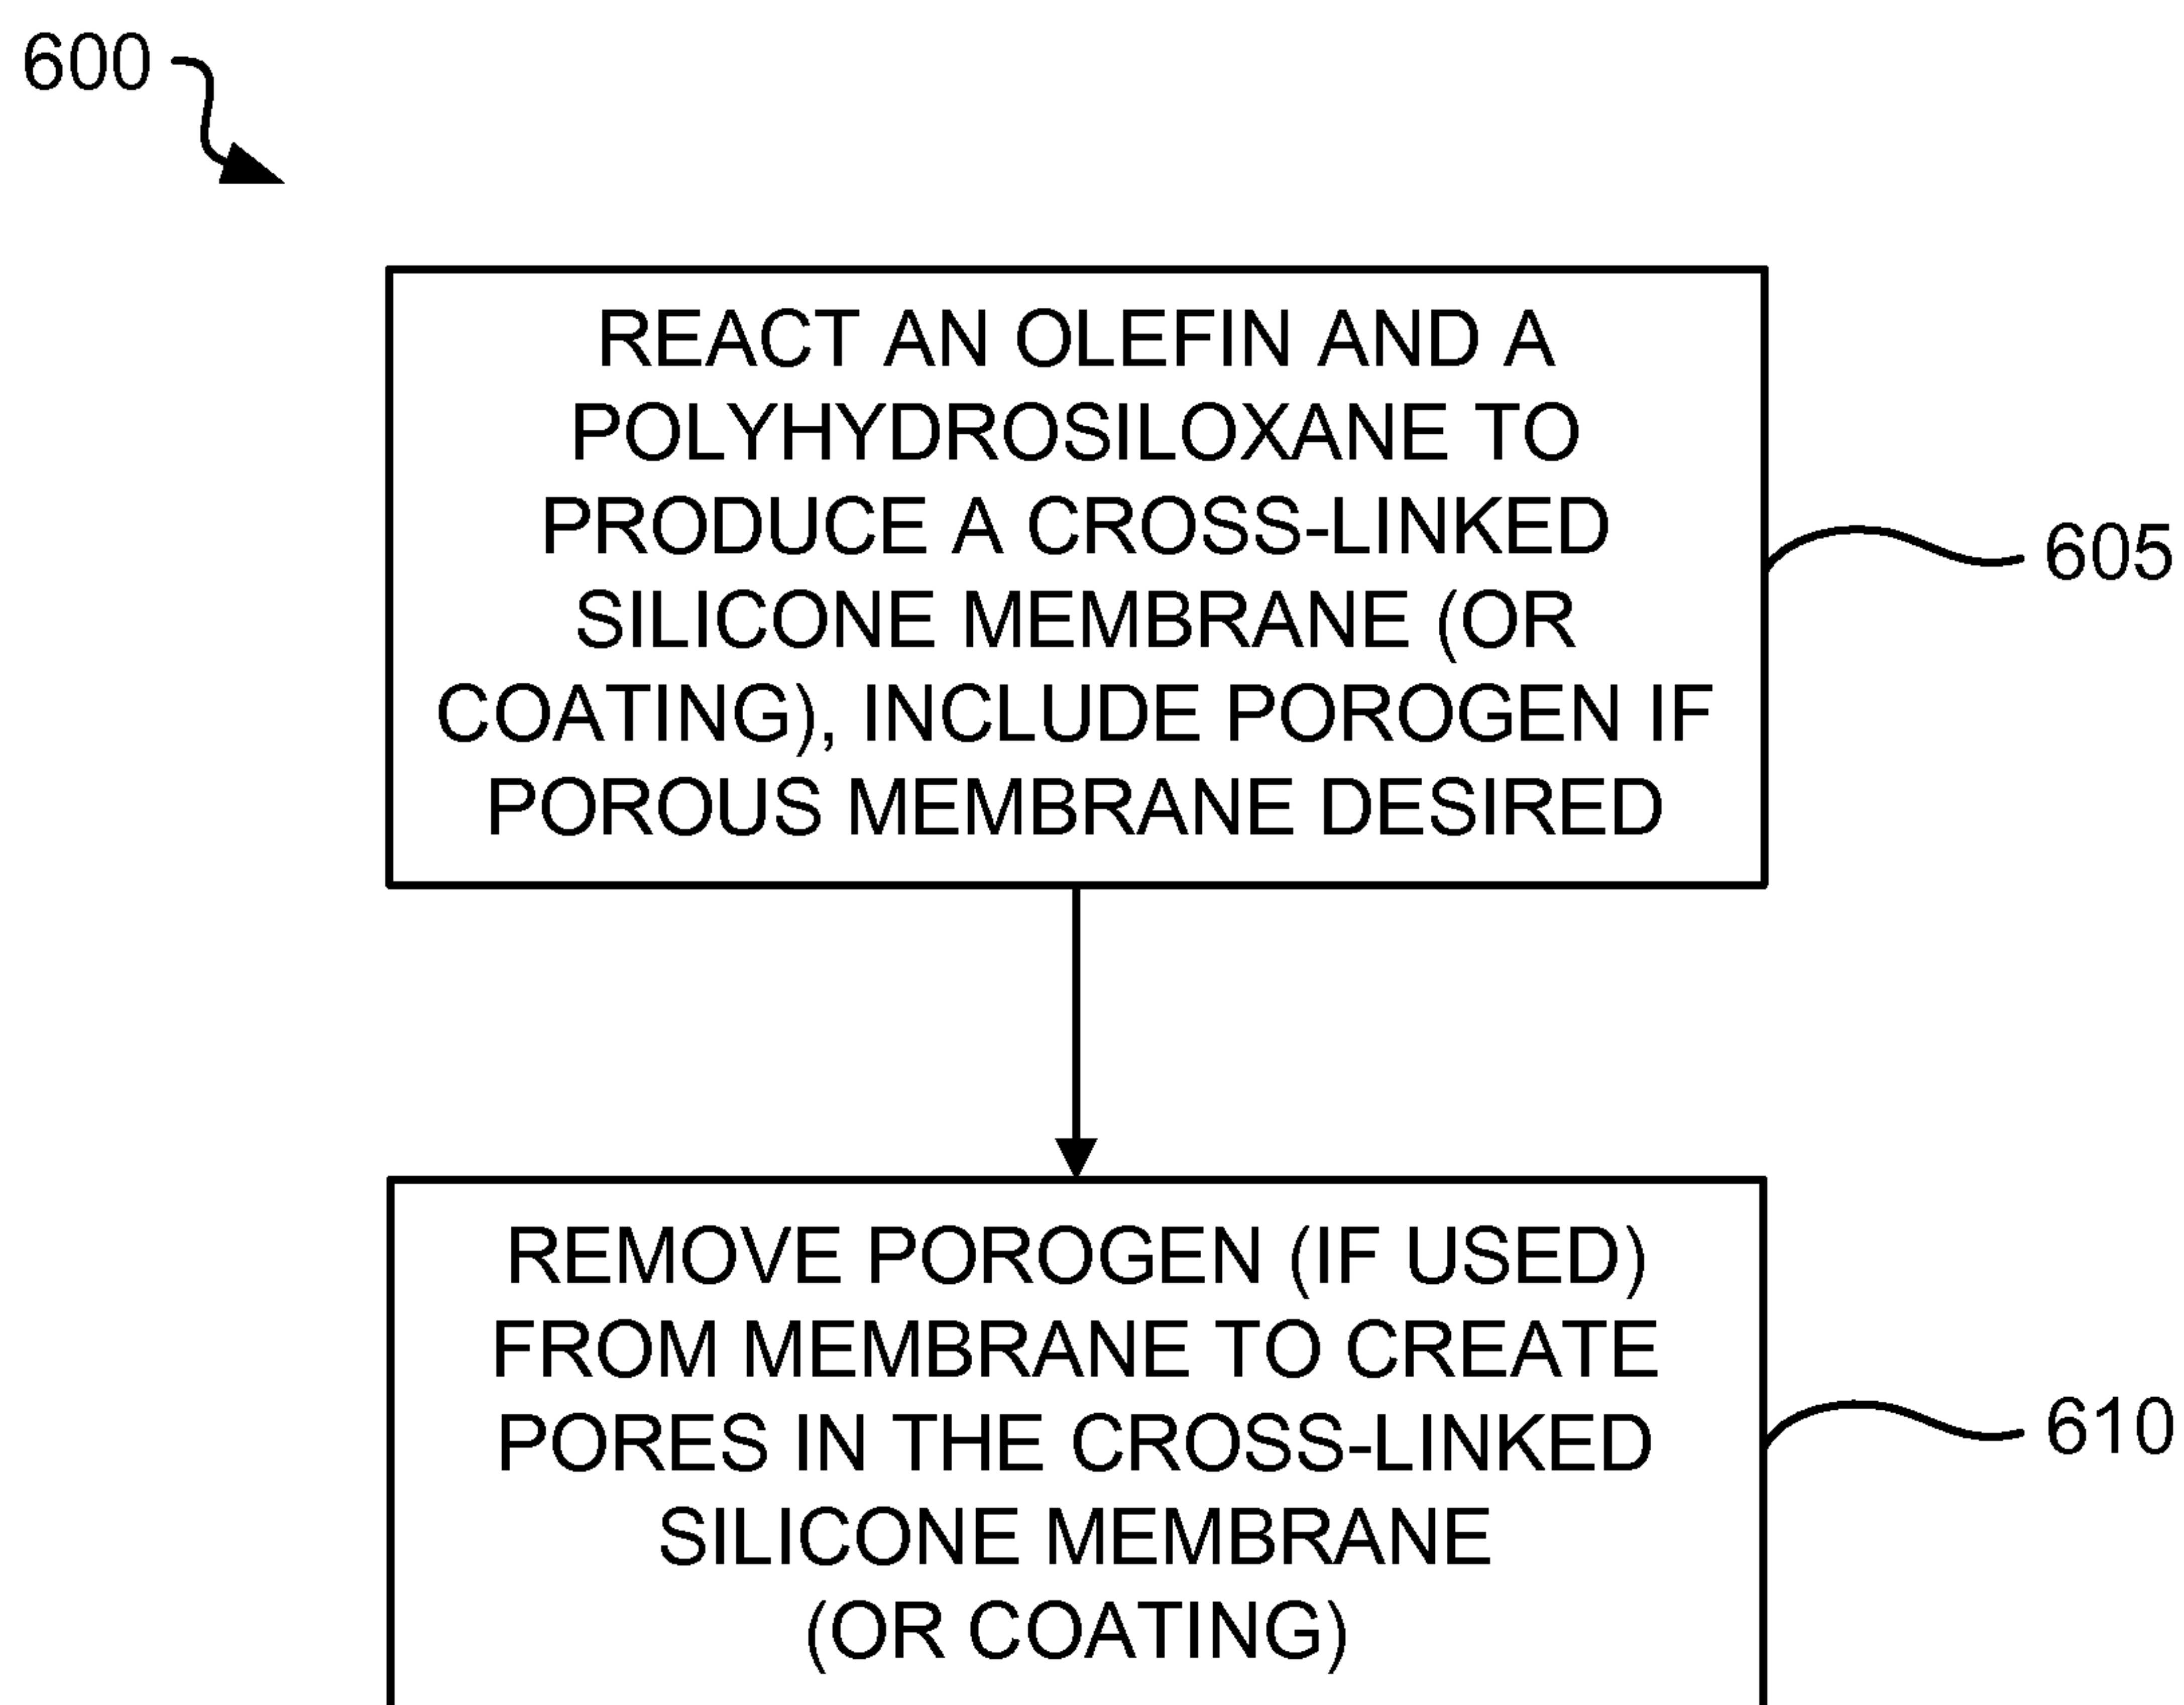 600
REACT AN OLEFIN AND A
POLYHYDROSILOXANE TO
PRODUCE A CROSS-LINKED
SILICONE MEMBRANE (OR
COATING), INCLUDE POROGEN IF
POROUS MEMBRANE DESIRED
605
REMOVE POROGEN (IF USED)
FROM MEMBRANE TO CREATE
PORES IN THE CROSS-LINKED
SILICONE MEMBRANE
(OR COATING)
610